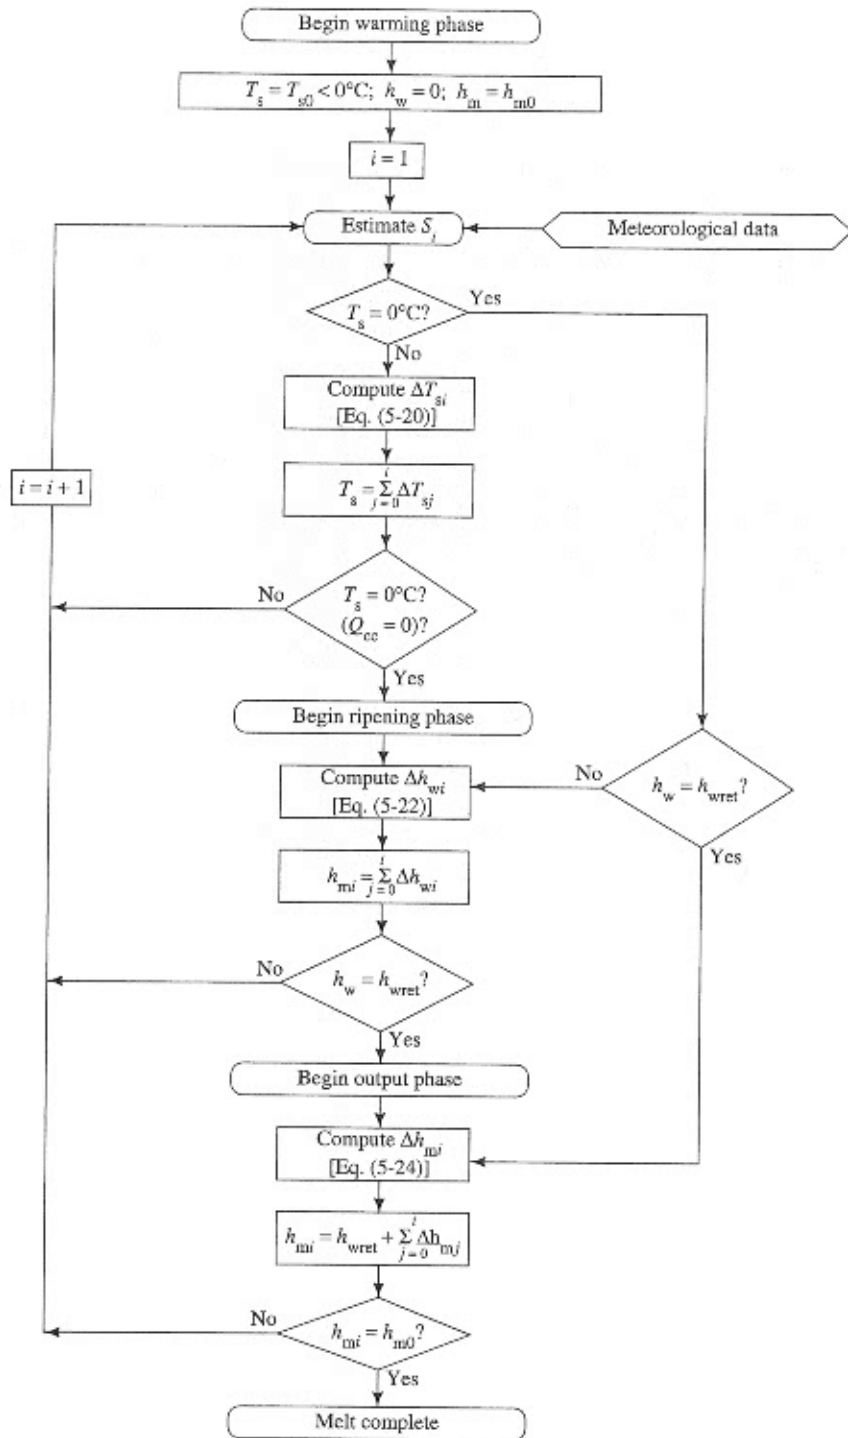 Begin warming phase
T_s = T_s0 < 0°C; h_w = 0; h_m = h_m0
i = 1
Estimate S_i
Meteorological data
T_s = 0°C?
Yes
No
Compute ΔT_si
[Eq. (5-20)]
i = i + 1
T_s = Σ_{j = 0}^{i} ΔT_sj
No
T_s = 0°C?
(Q_cc = 0)?
Yes
Begin ripening phase
Compute Δh_wi
[Eq. (5-22)]
No
h_w = h_wret?
Yes
h_mi = Σ_{j = 0}^{i} Δh_wi
No
h_w = h_wret?
Yes
Begin output phase
Compute Δh_mi
[Eq. (5-24)]
h_mi = h_wret + Σ_{j = 0}^{i} Δh_mj
No
h_mi = h_m0?
Yes
Melt complete